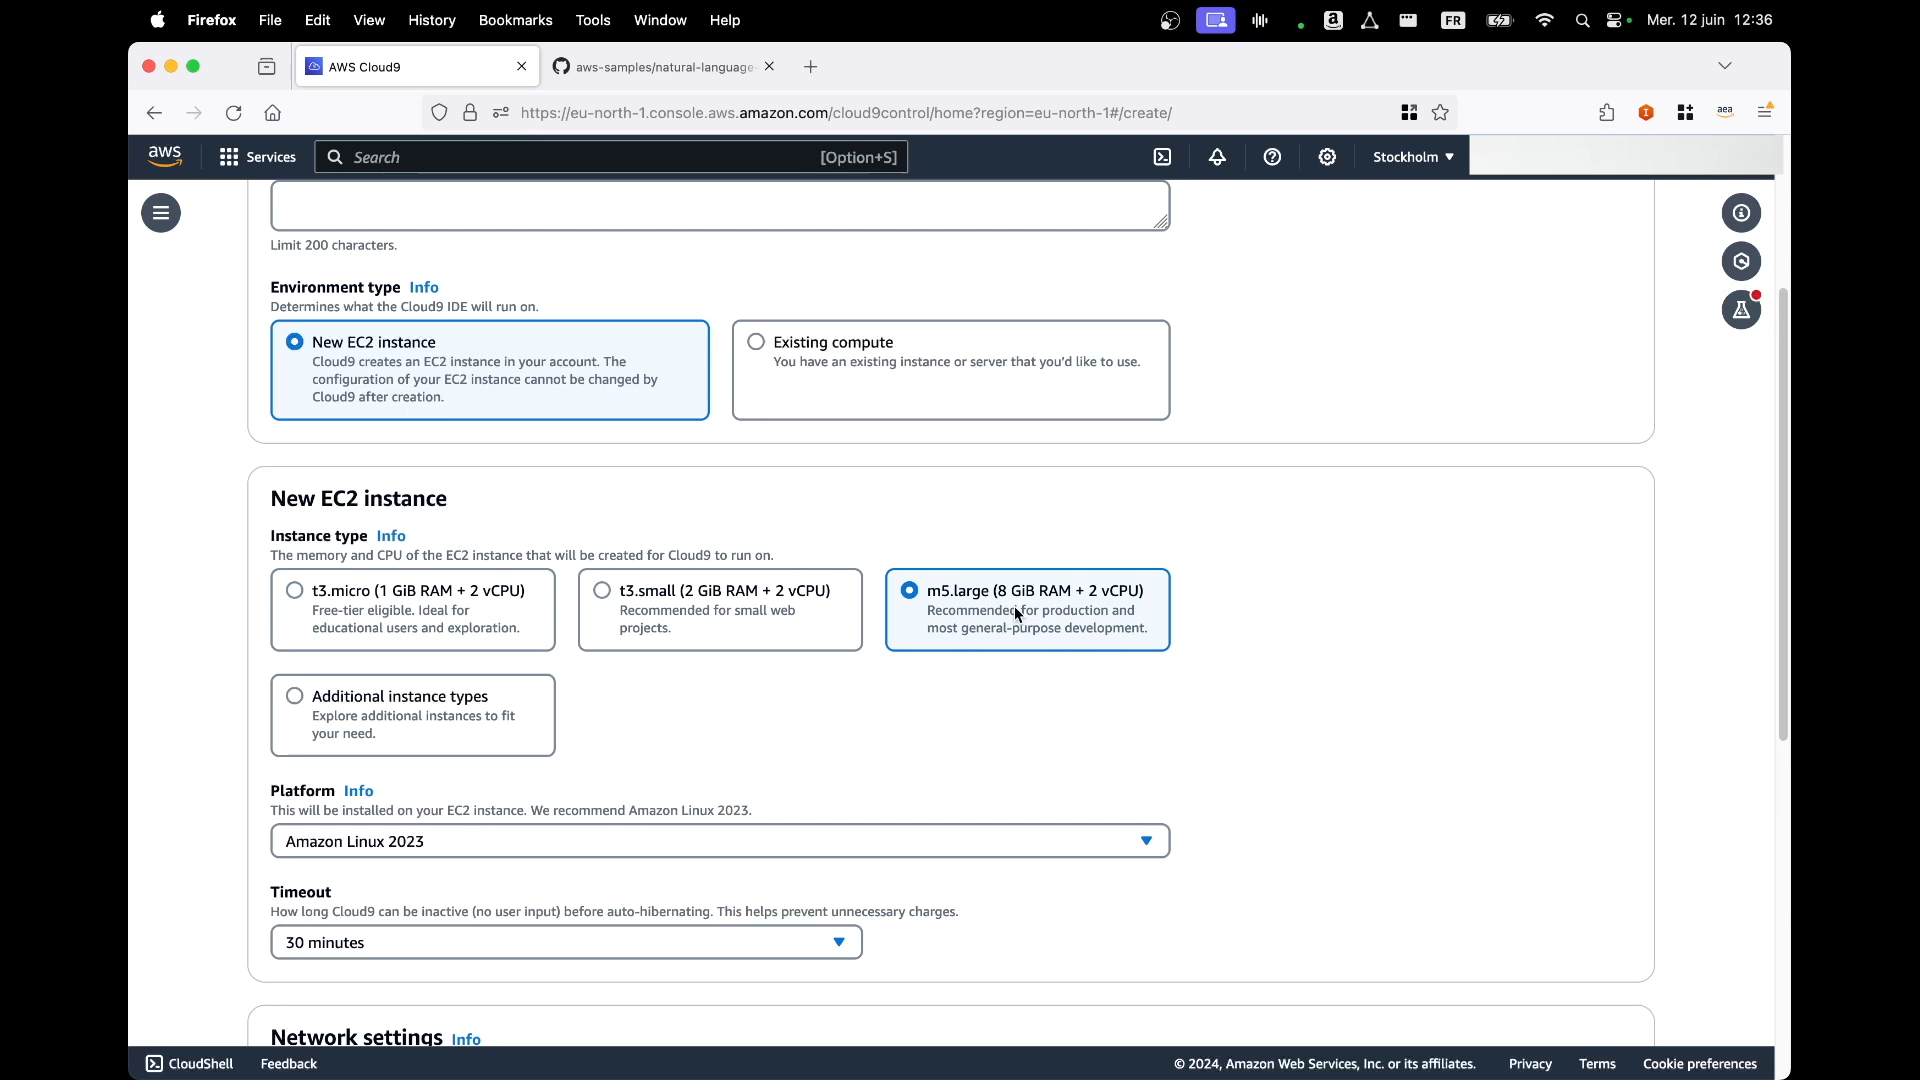 Firefox File Edit View History Bookmarks Tools Window Help FR Mer. 12 juin 12:36
AWS Cloud9 aws-samples/natural-language-
https://eu-north-1.console.aws.amazon.com/cloud9control/home?region=eu-north-1#/create/ aea
aws Services Search [Option+S] Stockholm
Limit 200 characters.
Environment type Info
Determines what the Cloud9 IDE will run on.
New EC2 instance
Cloud9 creates an EC2 instance in your account. The
configuration of your EC2 instance cannot be changed by
Cloud9 after creation.
Existing compute
You have an existing instance or server that you'd like to use.
New EC2 instance
Instance type Info
The memory and CPU of the EC2 instance that will be created for Cloud9 to run on.
t3.micro (1 GiB RAM + 2 vCPU)
Free-tier eligible. Ideal for
educational users and exploration.
t3.small (2 GiB RAM + 2 vCPU)
Recommended for small web
projects.
m5.large (8 GiB RAM + 2 vCPU)
Recommended for production and
most general-purpose development.
Additional instance types
Explore additional instances to fit
your need.
Platform Info
This will be installed on your EC2 instance. We recommend Amazon Linux 2023.
Amazon Linux 2023
Timeout
How long Cloud9 can be inactive (no user input) before auto-hibernating. This helps prevent unnecessary charges.
30 minutes
Network settings Info
CloudShell Feedback © 2024, Amazon Web Services, Inc. or its affiliates. Privacy Terms Cookie preferences